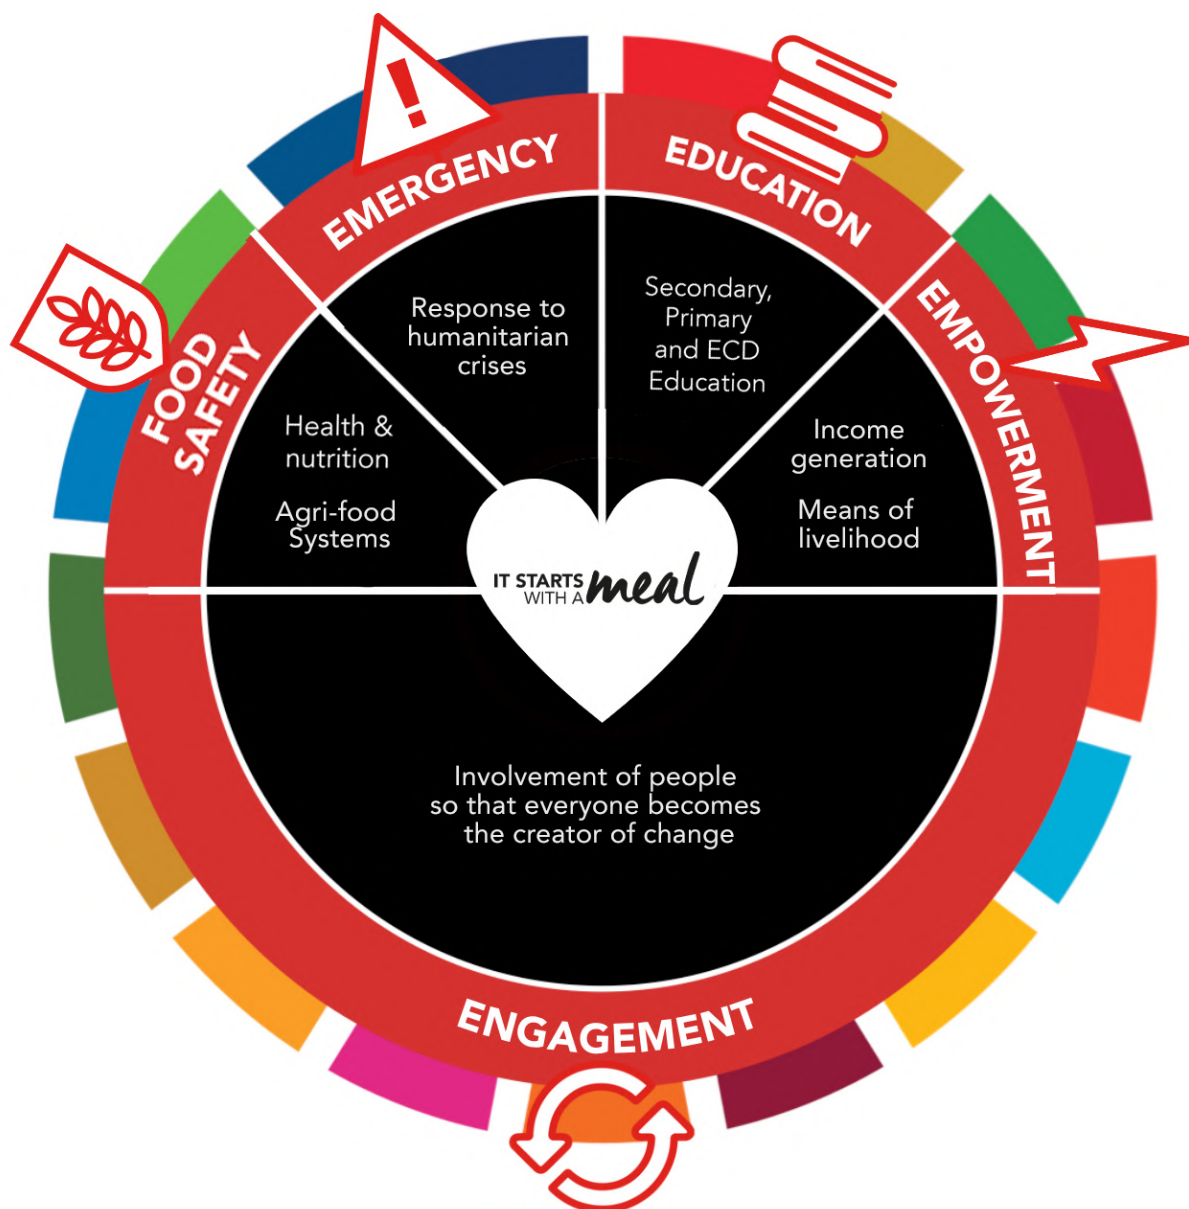 EMERGENCY
Response to
humanitarian
crises
EDUCATION
Secondary,
Primary
and ECD
Education
EMPOWERMENT
Income
generation
Means of
livelihood
FOOD
SAFETY
Health &
nutrition
Agri-food
Systems
IT STARTS
WITH A meal
Involvement of people
so that everyone becomes
the creator of change
ENGAGEMENT